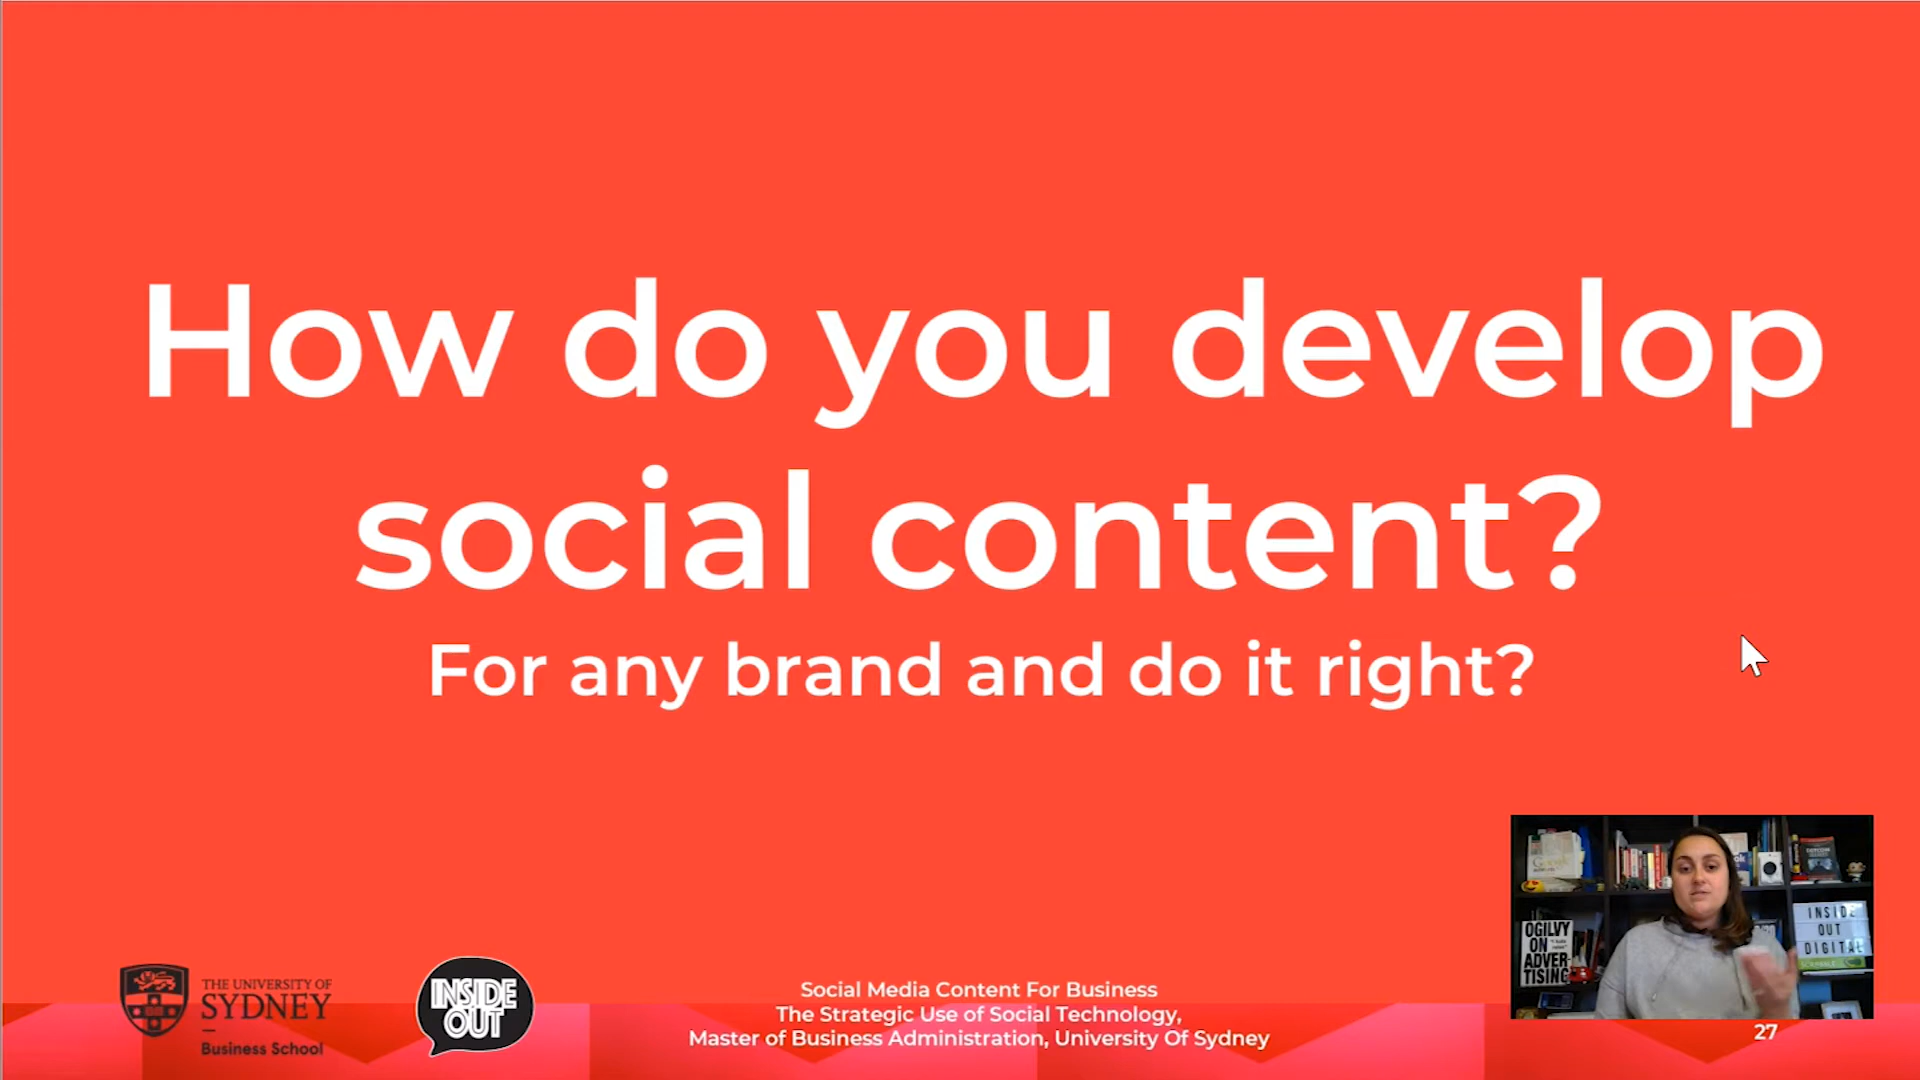 How do you develop
social content?
For any brand and do it right?
OGILVY
ON
ADVER-
TISING
INSIDE
OUT
DIGITAL
THE UNIVERSITY OF
SYDNEY
Business School
INSIDE
OUT
Social Media Content For Business
The Strategic Use of Social Technology,
Master of Business Administration, University Of Sydney
27